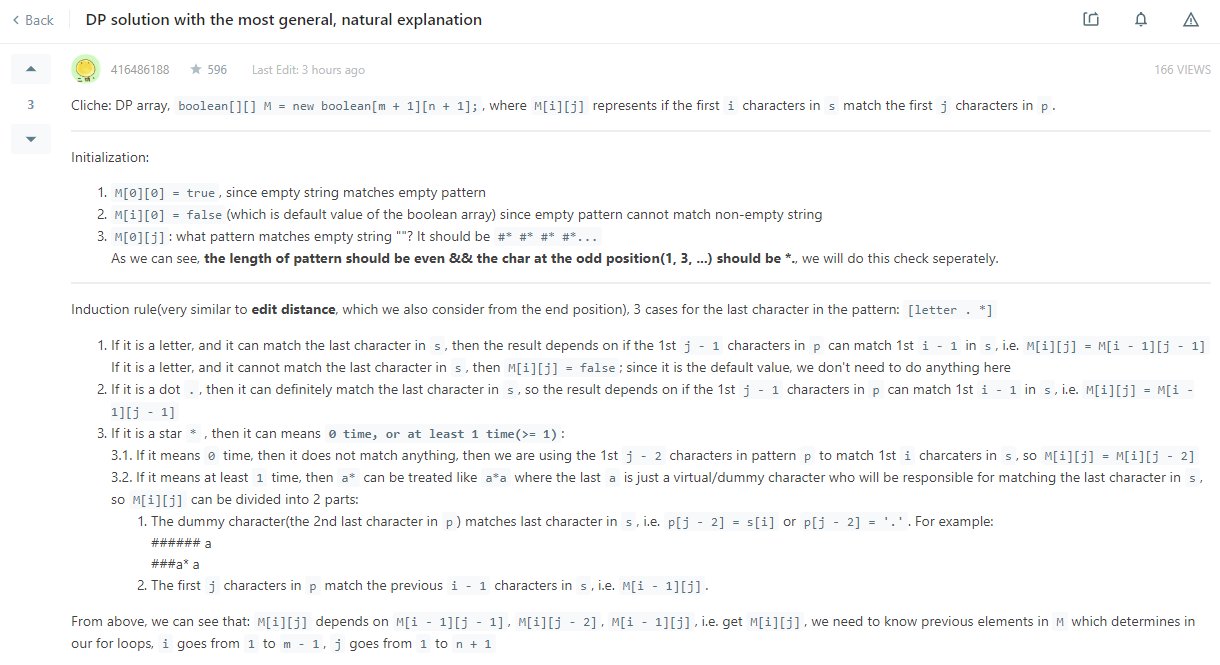 Back
DP solution with the most general, natural explanation
416486188 ★ 596 Last Edit: 3 hours ago 166 VIEWS
3
Cliche: DP array, boolean[][] M = new boolean[m + 1][n + 1]; , where M[i][j] represents if the first i characters in s match the first j characters in p .
Initialization:
1. M[0][0] = true , since empty string matches empty pattern
2. M[i][0] = false (which is default value of the boolean array) since empty pattern cannot match non-empty string
3. M[0][j] : what pattern matches empty string ""? It should be #* #* #* #*...
As we can see, the length of pattern should be even && the char at the odd position(1, 3, ...) should be *., we will do this check seperately.
Induction rule(very similar to edit distance, which we also consider from the end position), 3 cases for the last character in the pattern: [letter . *]
1. If it is a letter, and it can match the last character in s , then the result depends on if the 1st j - 1 characters in p can match 1st i - 1 in s , i.e. M[i][j] = M[i - 1][j - 1]
If it is a letter, and it cannot match the last character in s , then M[i][j] = false ; since it is the default value, we don't need to do anything here
2. If it is a dot . , then it can definitely match the last character in s , so the result depends on if the 1st j - 1 characters in p can match 1st i - 1 in s , i.e. M[i][j] = M[i -
1][j - 1]
3. If it is a star * , then it can means 0 time, or at least 1 time(>= 1) :
3.1. If it means 0 time, then it does not match anything, then we are using the 1st j - 2 characters in pattern p to match 1st i charcaters in s , so M[i][j] = M[i][j - 2]
3.2. If it means at least 1 time, then a* can be treated like a*a where the last a is just a virtual/dummy character who will be responsible for matching the last character in s ,
so M[i][j] can be divided into 2 parts:
1. The dummy character(the 2nd last character in p ) matches last character in s , i.e. p[j - 2] = s[i] or p[j - 2] = '.' . For example:
###### a
###a* a
2. The first j characters in p match the previous i - 1 characters in s , i.e. M[i - 1][j] .
From above, we can see that: M[i][j] depends on M[i - 1][j - 1] , M[i][j - 2] , M[i - 1][j] , i.e. get M[i][j] , we need to know previous elements in M which determines in
our for loops, i goes from 1 to m - 1 , j goes from 1 to n + 1